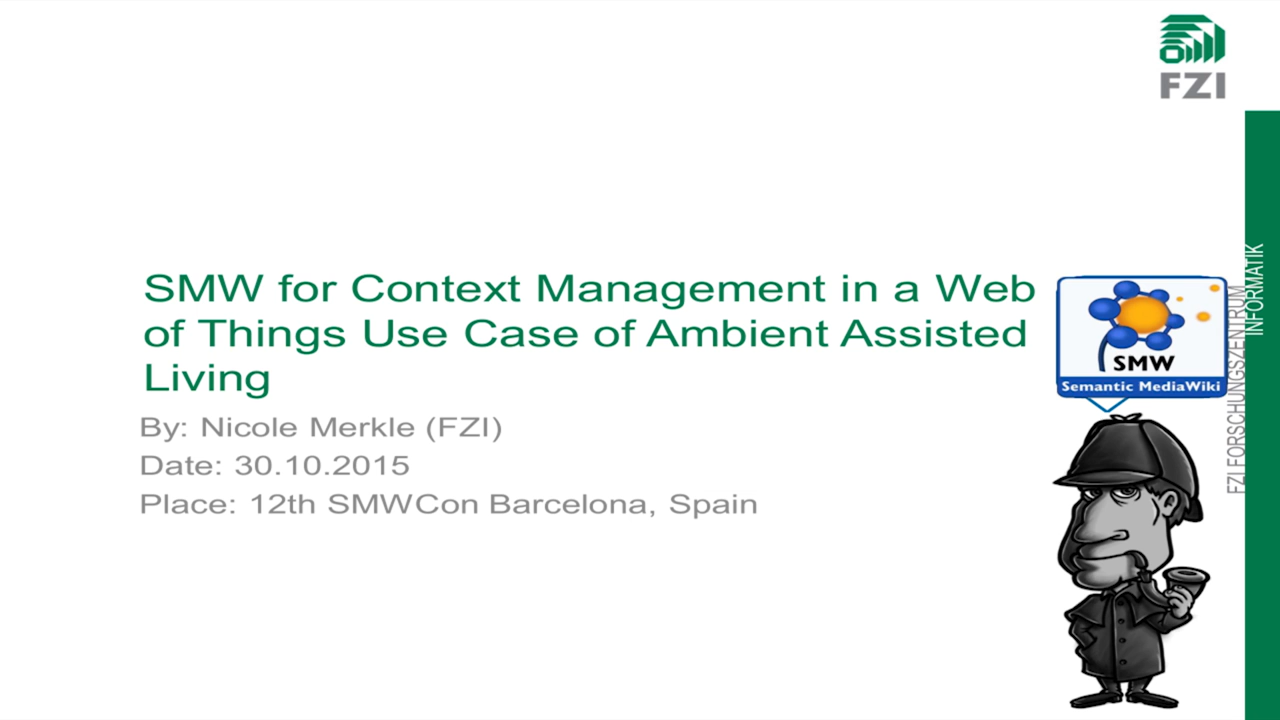 FZI
SMW for Context Management in a Web
of Things Use Case of Ambient Assisted
Living
By: Nicole Merkle (FZI)
Date: 30.10.2015
Place: 12th SMWCon Barcelona, Spain
SMW
Semantic MediaWiki
FZI FORSCHUNGSZENTRUM
INFORMATIK